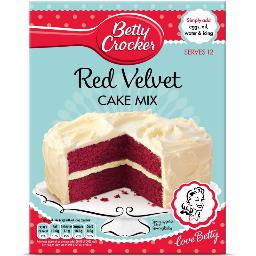 Betty
Crocker
Simply add
eggs, oil,
water & icing
SERVES 12
Red Velvet
CAKE MIX
love Betty